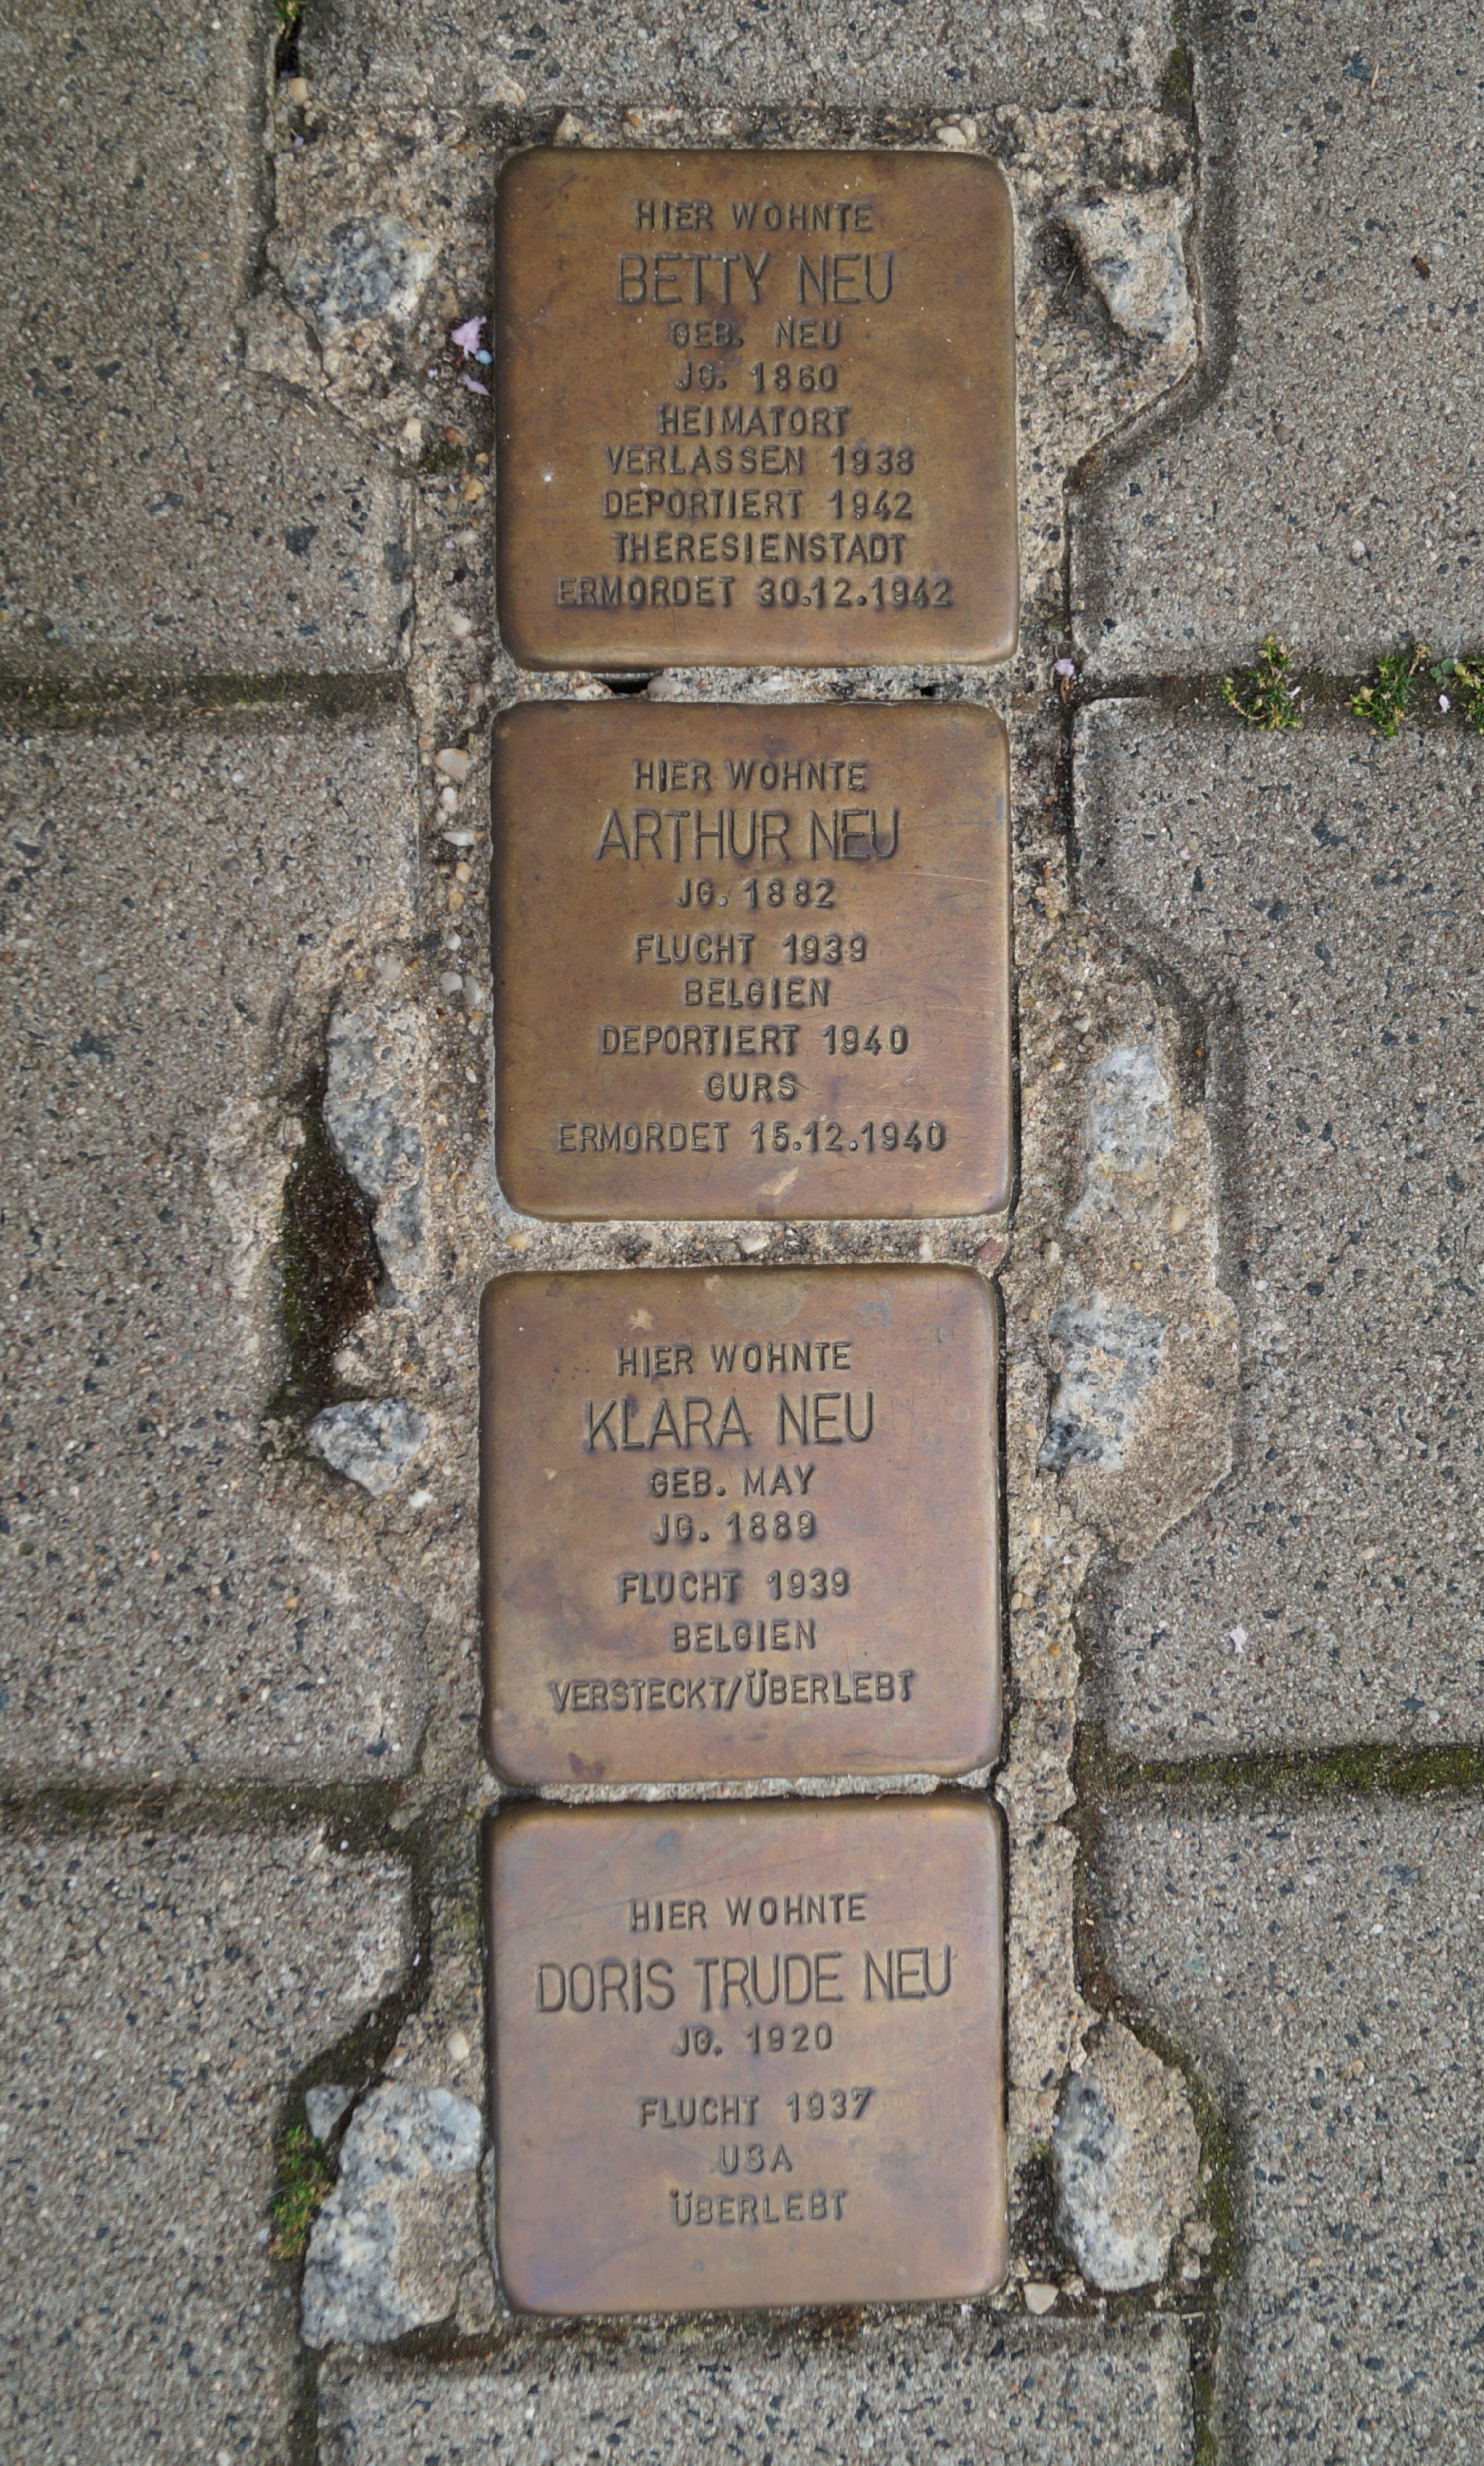 HIER WOHNTE
BETTY NEU
GEB. NEU
JG. 1860
HEIMATORT
VERLASSEN 1938
DEPORTIERT 1942
THERESIENSTADT
ERMORDET 30.12.1942
HIER WOHNTE
ARTHUR NEU
JG. 1882
FLUCHT 1939
BELGIEN
DEPORTIERT 1940
GURS
ERMORDET 15.12.1940
HIER WOHNTE
KLARA NEU
GEB. MAY
JG. 1889
FLUCHT 1939
BELGIEN
VERSTECKT/ÜBERLEBT
HIER WOHNTE
DORIS TRUDE NEU
JG. 1920
FLUCHT 1937
USA
ÜBERLEBT